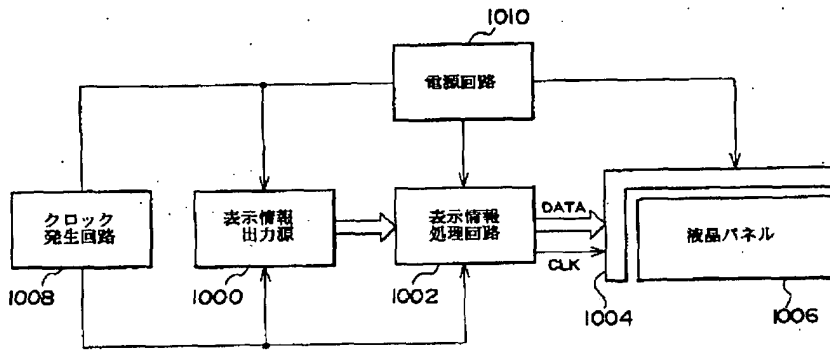 1010
電源回路
クロック
発生回路
1008
表示情報
出力源
1000
表示情報
処理回路
1002
DATA
CLK
1004
液晶パネル
1006